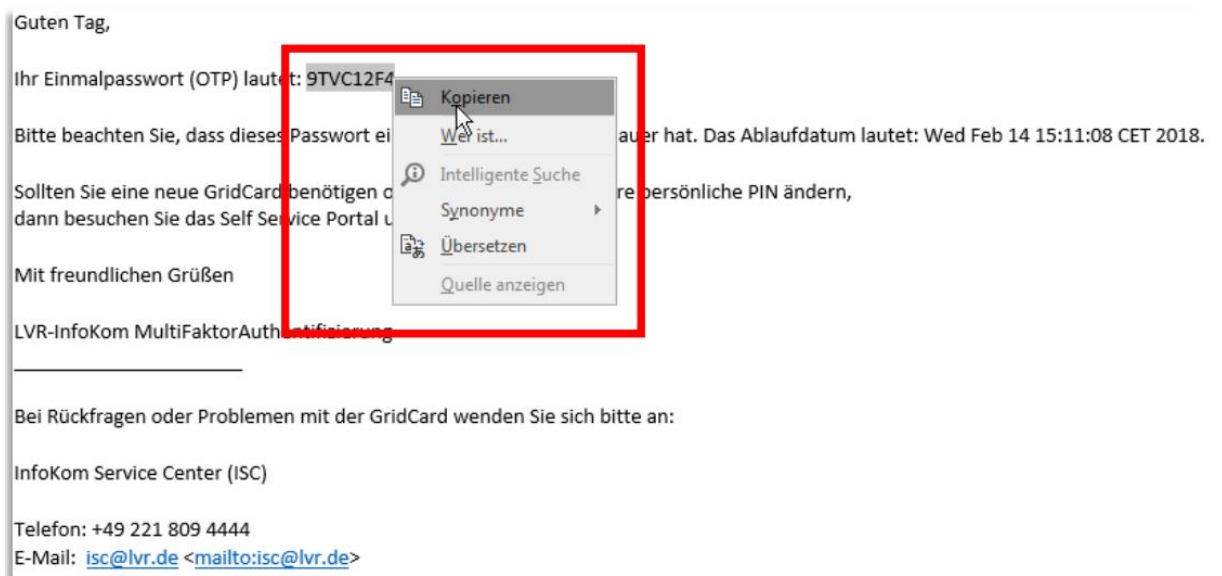 Guten Tag,
Ihr Einmalpasswort (OTP) lautet: 9TVC12F4
Kopieren
Bitte beachten Sie, dass dieses Passwort ei
Wer ist...
auer hat. Das Ablaufdatum lautet: Wed Feb 14 15:11:08 CET 2018.
Intelligente Suche
Sollten Sie eine neue GridCard benötigen o
re persönliche PIN ändern,
Synonyme
dann besuchen Sie das Self Service Portal u
Übersetzen
Mit freundlichen Grüßen
Quelle anzeigen
LVR-InfoKom MultiFaktorAuthentifizierung
Bei Rückfragen oder Problemen mit der GridCard wenden Sie sich bitte an:
InfoKom Service Center (ISC)
Telefon: +49 221 809 4444
E-Mail: isc@lvr.de <mailto:isc@lvr.de>